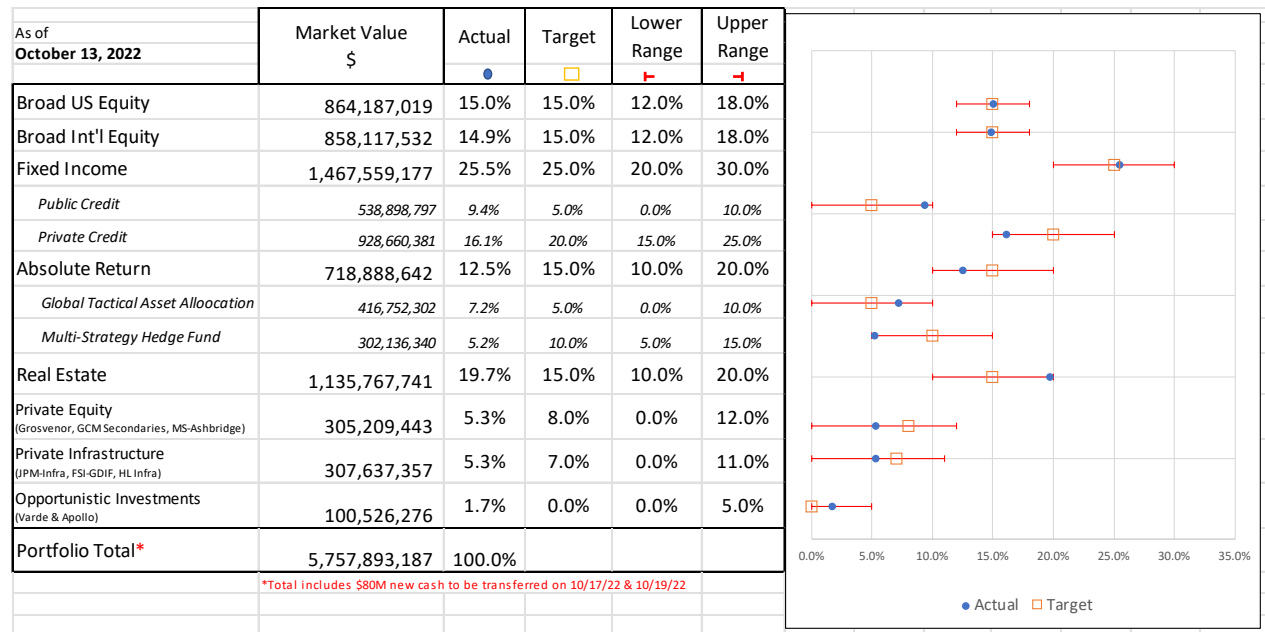 As of
October 13, 2022
Market Value
$
Actual
Target
Lower
Range
Upper
Range
Broad US Equity 864,187,019 15.0% 15.0% 12.0% 18.0%
Broad Int'l Equity 858,117,532 14.9% 15.0% 12.0% 18.0%
Fixed Income 1,467,559,177 25.5% 25.0% 20.0% 30.0%
Public Credit 538,898,797 9.4% 5.0% 0.0% 10.0%
Private Credit 928,660,381 16.1% 20.0% 15.0% 25.0%
Absolute Return 718,888,642 12.5% 15.0% 10.0% 20.0%
Global Tactical Asset Alloocation 416,752,302 7.2% 5.0% 0.0% 10.0%
Multi-Strategy Hedge Fund 302,136,340 5.2% 10.0% 5.0% 15.0%
Real Estate 1,135,767,741 19.7% 15.0% 10.0% 20.0%
Private Equity
(Grosvenor, GCM Secondaries, MS-Ashbridge) 305,209,443 5.3% 8.0% 0.0% 12.0%
Private Infrastructure
(JPM-Infra, FSI-GDIF, HL Infra) 307,637,357 5.3% 7.0% 0.0% 11.0%
Opportunistic Investments
(Varde & Apollo) 100,526,276 1.7% 0.0% 0.0% 5.0%
Portfolio Total* 5,757,893,187 100.0%
*Total includes $80M new cash to be transferred on 10/17/22 & 10/19/22
0.0% 5.0% 10.0% 15.0% 20.0% 25.0% 30.0% 35.0%
Actual Target